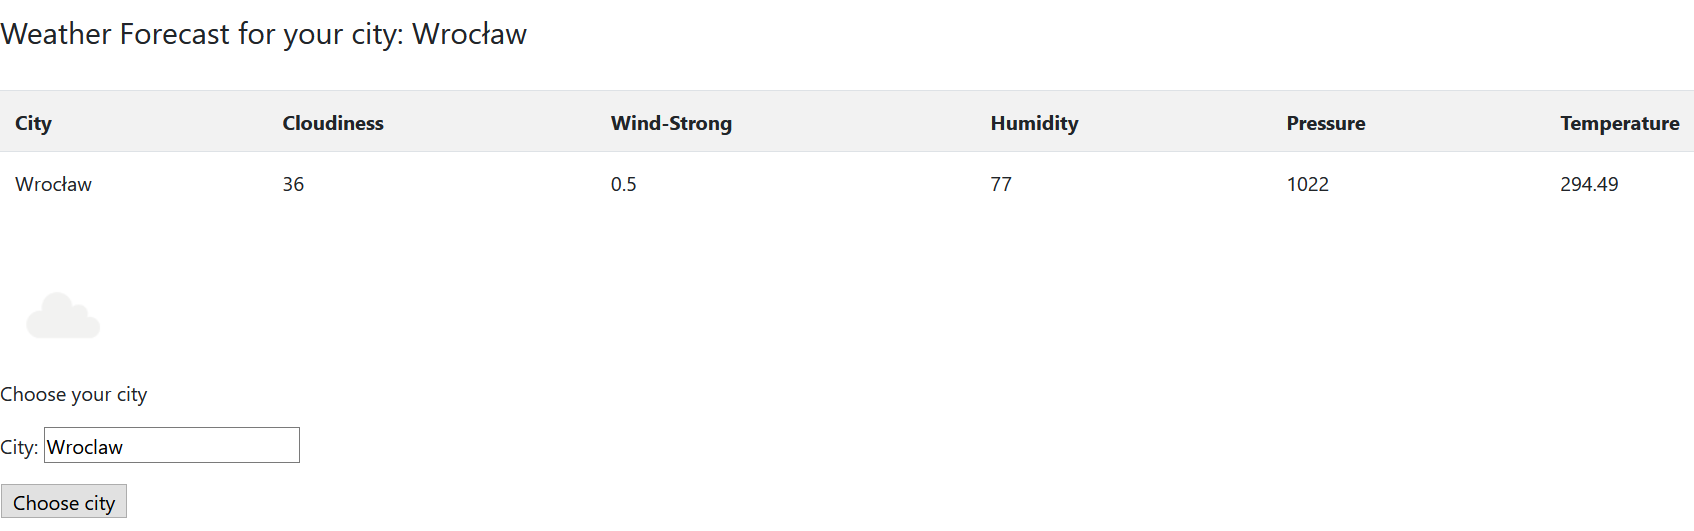 Weather Forecast for your city: Wrocław
City Cloudiness Wind-Strong Humidity Pressure Temperature
Wrocław 36 0.5 77 1022 294.49
Choose your city
City: Wroclaw
Choose city